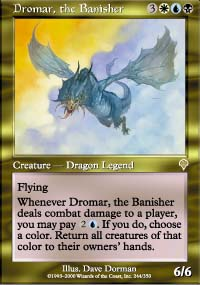 Dromar, the Banisher 3
Creature — Dragon Legend
Flying
Whenever Dromar, the Banisher
deals combat damage to a player,
you may pay 2. If you do, choose
a color. Return all creatures of
that color to their owners' hands.
Illus. Dave Dorman
©1993-2000 Wizards of the Coast, Inc. 244/350
6/6